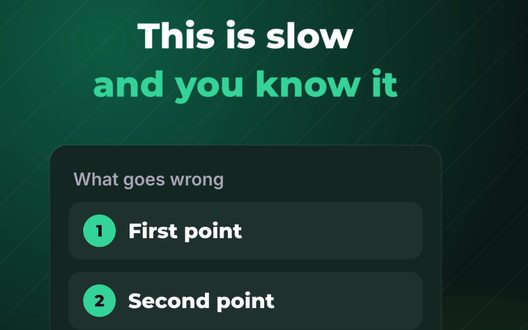 This is slow
and you know it
What goes wrong
1 First point
2 Second point